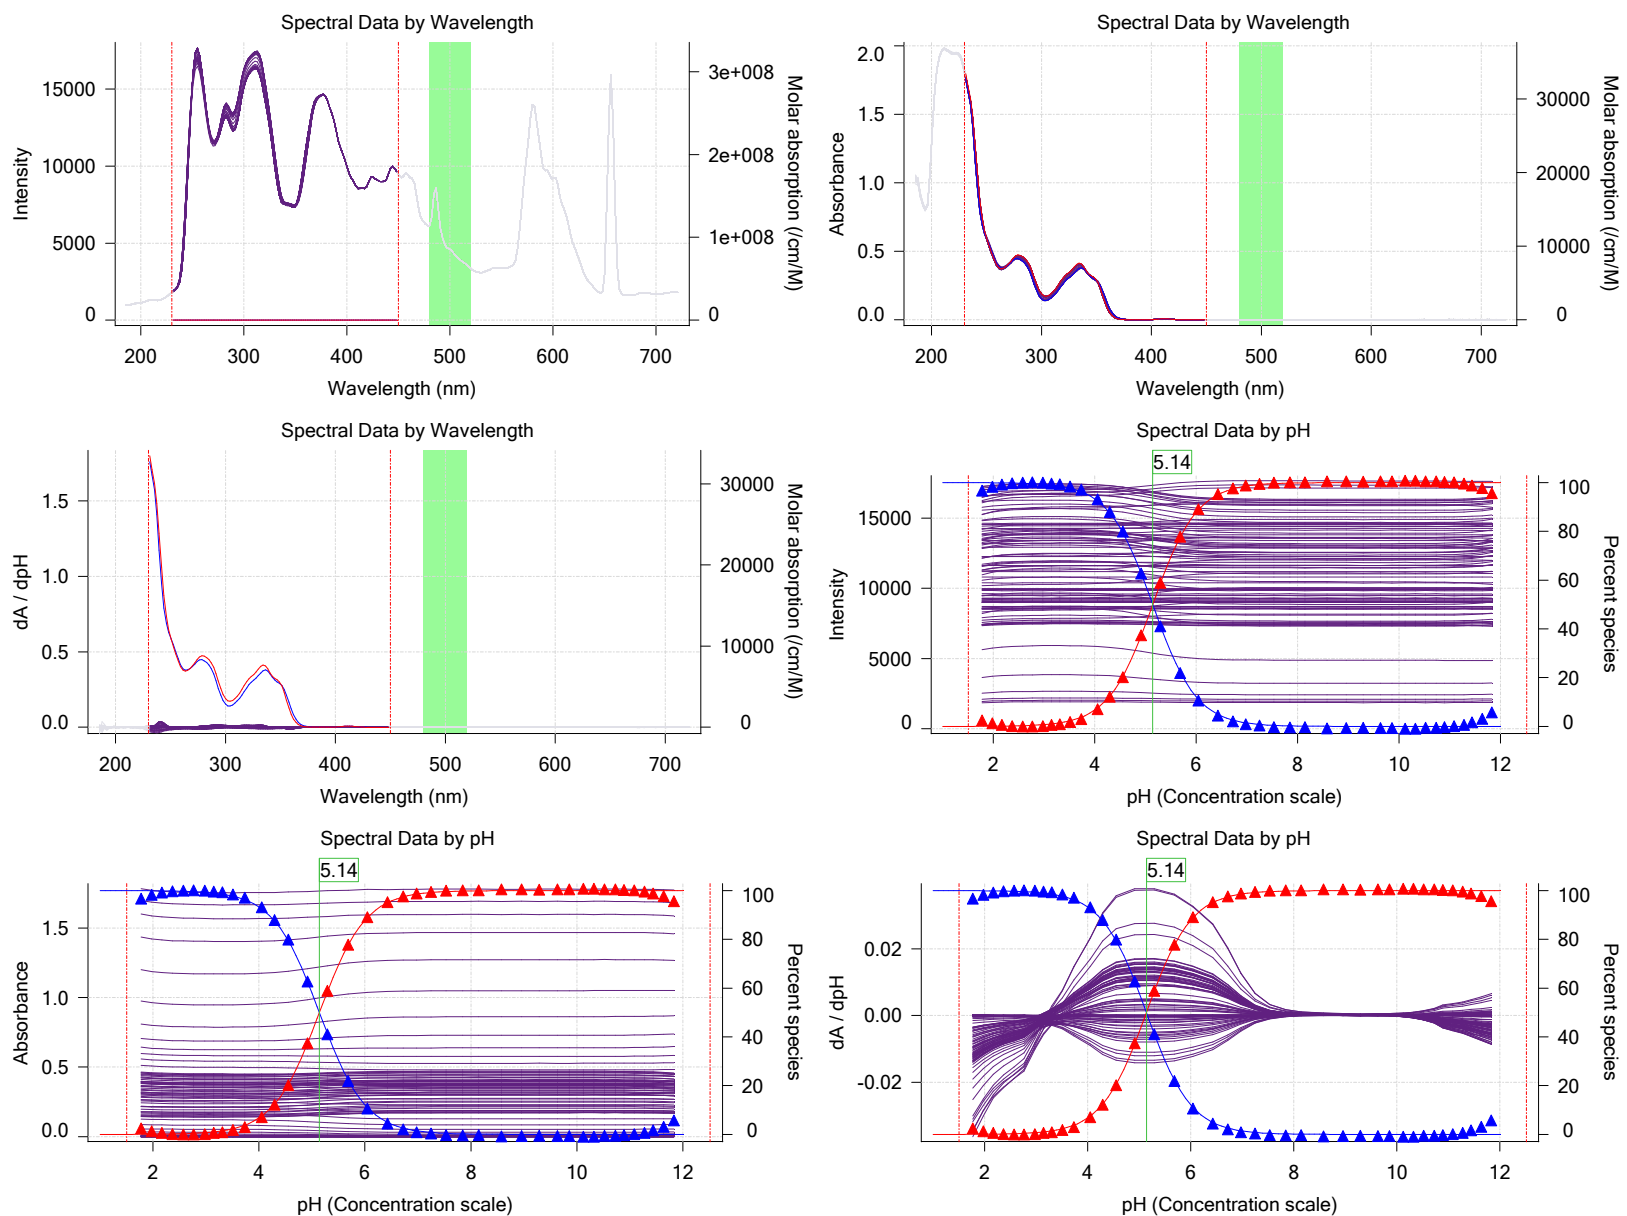 Spectral Data by Wavelength
Intensity
15000
10000
5000
0
3e+008
2e+008
1e+008
0
Molar absorption (/cm/M)
200 300 400 500 600 700
Wavelength (nm)
Spectral Data by Wavelength
Absorbance
2.0
1.5
1.0
0.5
0.0
30000
20000
10000
0
Molar absorption (/cm/M)
200 300 400 500 600 700
Wavelength (nm)
Spectral Data by Wavelength
dA / dpH
1.5
1.0
0.5
0.0
30000
20000
10000
0
Molar absorption (/cm/M)
200 300 400 500 600 700
Wavelength (nm)
Spectral Data by pH
5.14
Intensity
15000
10000
5000
0
100
80
60
40
20
0
Percent species
2 4 6 8 10 12
pH (Concentration scale)
Spectral Data by pH
5.14
Absorbance
1.5
1.0
0.5
0.0
100
80
60
40
20
0
Percent species
2 4 6 8 10 12
pH (Concentration scale)
Spectral Data by pH
5.14
dA / dpH
0.02
0.00
-0.02
100
80
60
40
20
0
Percent species
2 4 6 8 10 12
pH (Concentration scale)